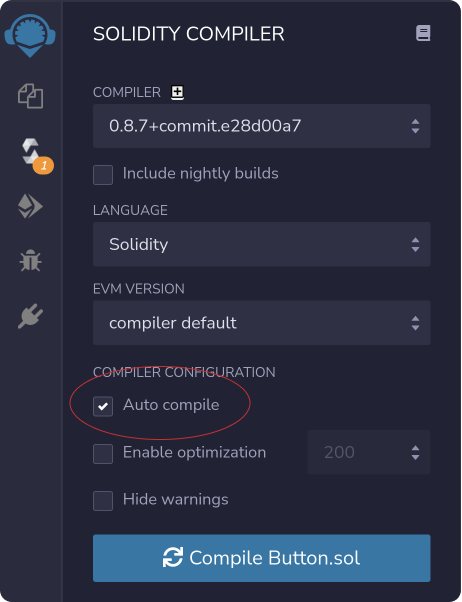 SOLIDITY COMPILER
COMPILER
0.8.7+commit.e28d00a7
Include nightly builds
1
LANGUAGE
Solidity
EVM VERSION
compiler default
COMPILER CONFIGURATION
Auto compile
Enable optimization 200
Hide warnings
Compile Button.sol